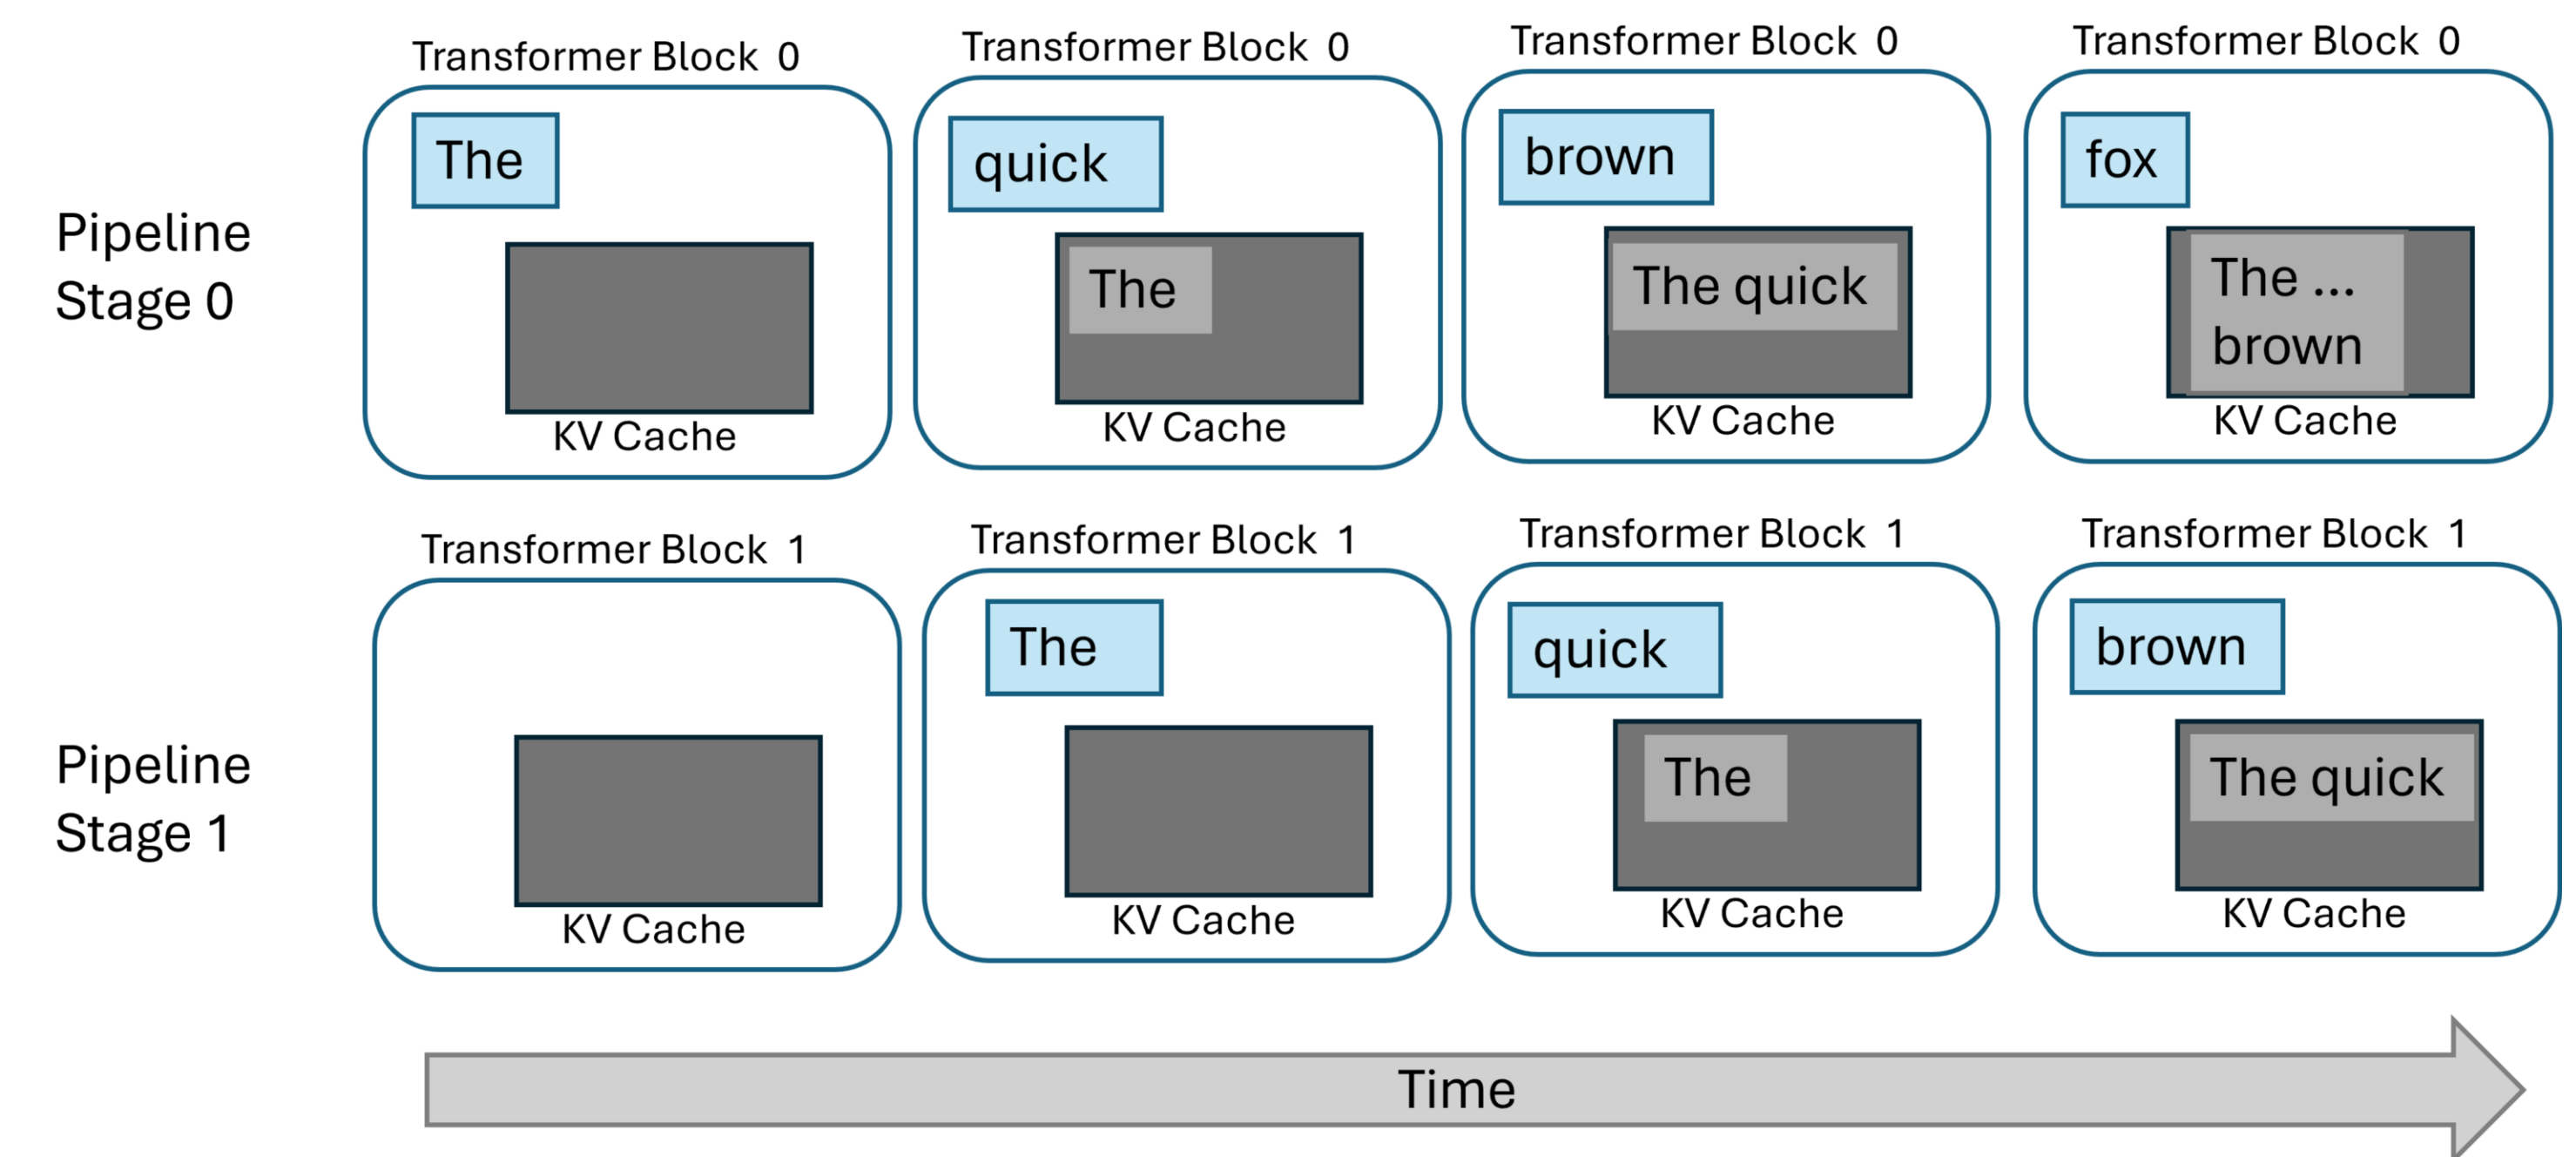 Transformer Block 0
Transformer Block 0
Transformer Block 0
Transformer Block 0
Pipeline
Stage 0
The
KV Cache
quick
The
KV Cache
brown
The quick
KV Cache
fox
The ...
brown
KV Cache
Transformer Block 1
Transformer Block 1
Transformer Block 1
Transformer Block 1
Pipeline
Stage 1
KV Cache
The
KV Cache
quick
The
KV Cache
brown
The quick
KV Cache
Time